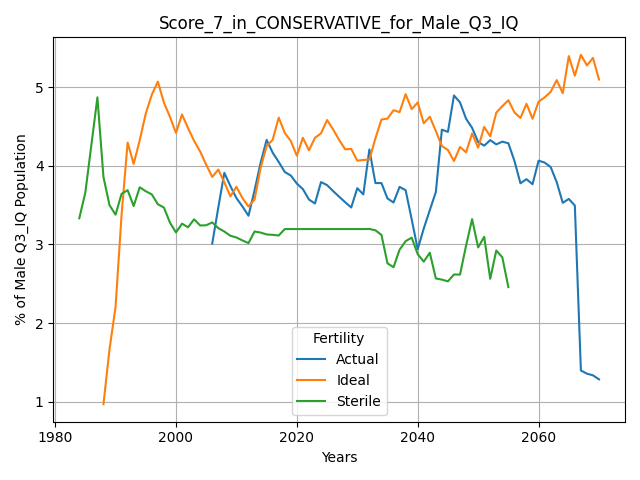 Score_7_in_CONSERVATIVE_for_Male_Q3_IQ
% of Male Q3_IQ Population
5
4
3
2
1
Fertility
Actual
Ideal
Sterile
1980 2000 2020 2040 2060
Years